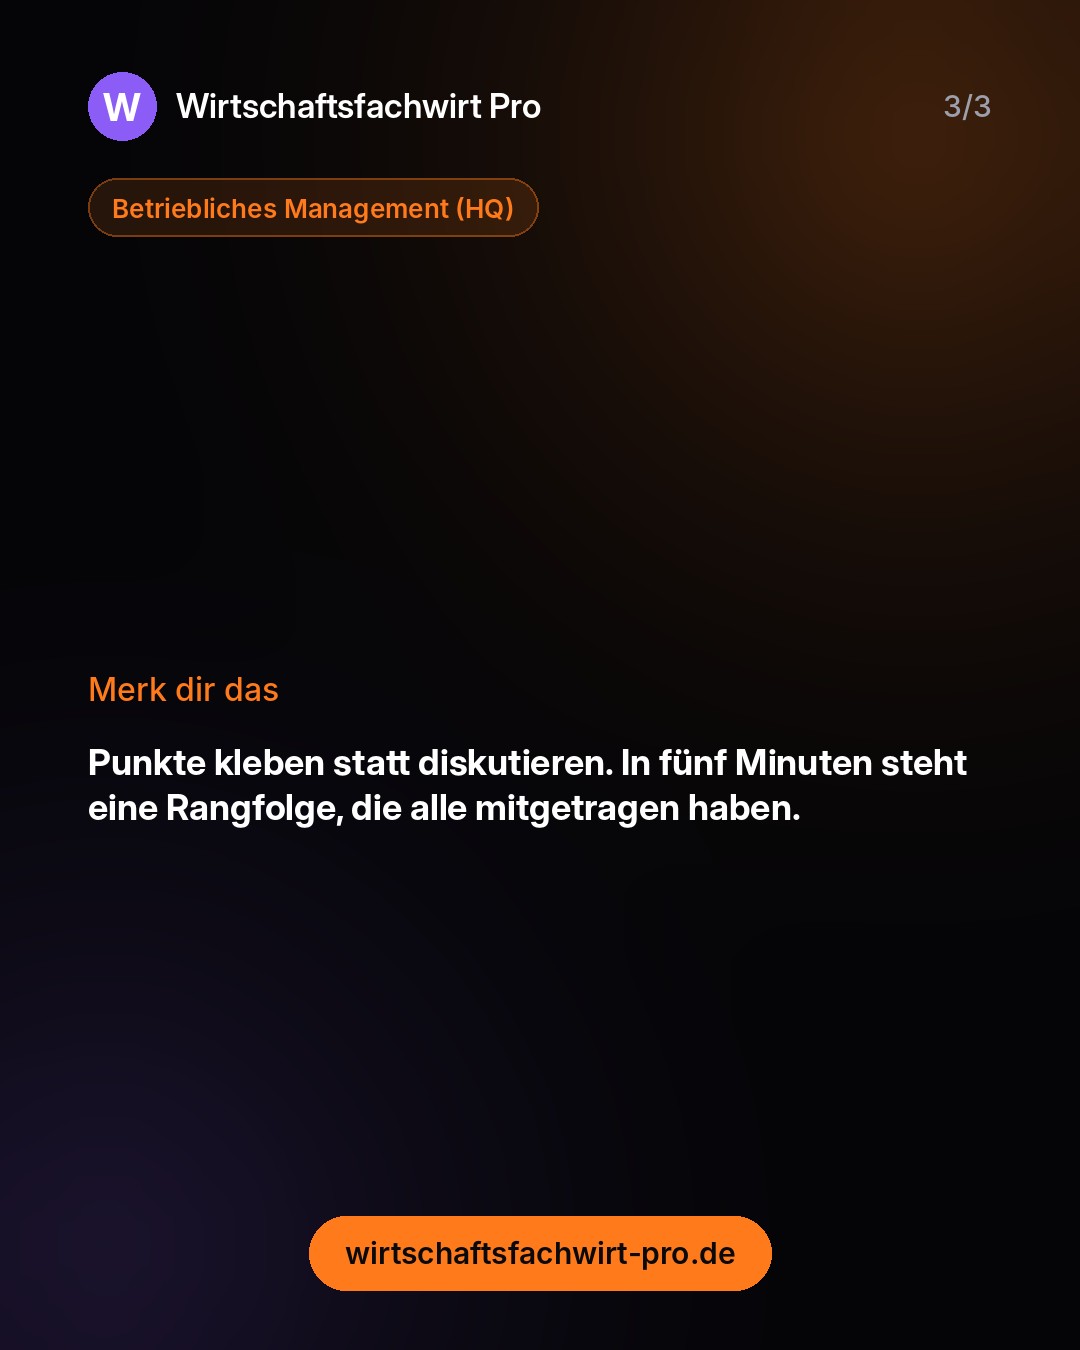 W Wirtschaftsfachwirt Pro
3/3
Betriebliches Management (HQ)
Merk dir das
Punkte kleben statt diskutieren. In fünf Minuten steht
eine Rangfolge, die alle mitgetragen haben.
wirtschaftsfachwirt-pro.de